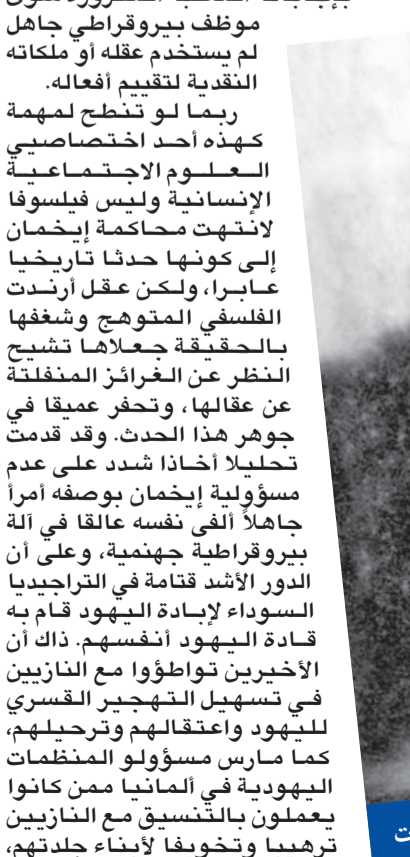 موظف بيروقراطي جاهل
لم يستخدم عقله أو ملكاته
النقدية لتقييم أفعاله.
ربما لو تنطح لمهمة
كهذه أحد اختصاصيي
العلوم الاجتماعية
الإنسانية وليس فيلسوفا
لانتهت محاكمة إيخمان
إلى كونها حدثا تاريخيا
عابرا، ولكن عقل أرندت
الفلسفي المتوهج وشغفها
بالحقيقة جعلاها تشيح
النظر عن الغرائز المنفلتة
عن عقالها، وتحفر عميقا في
جوهر هذا الحدث. وقد قدمت
تحليلا أخاذا شدد على عدم
مسؤولية إيخمان بوصفه أمرأ
جاهلاً ألفى نفسه عالقا في آلة
بيروقراطية جهنمية، وعلى أن
الدور الأشد قتامة في التراجيديا
السوداء لإبادة اليهود قام به
قادة اليهود أنفسهم. ذاك أن
الأخيرين تواطؤوا مع النازيين
في تسهيل التهجير القسري
لليهود واعتقالهم وترحيلهم،
كما مارس مسؤولو المنظمات
اليهودية في ألمانيا ممن كانوا
يعملون بالتنسيق مع النازيين
ترهيبا وتخويفا لأبناء جلدتهم،